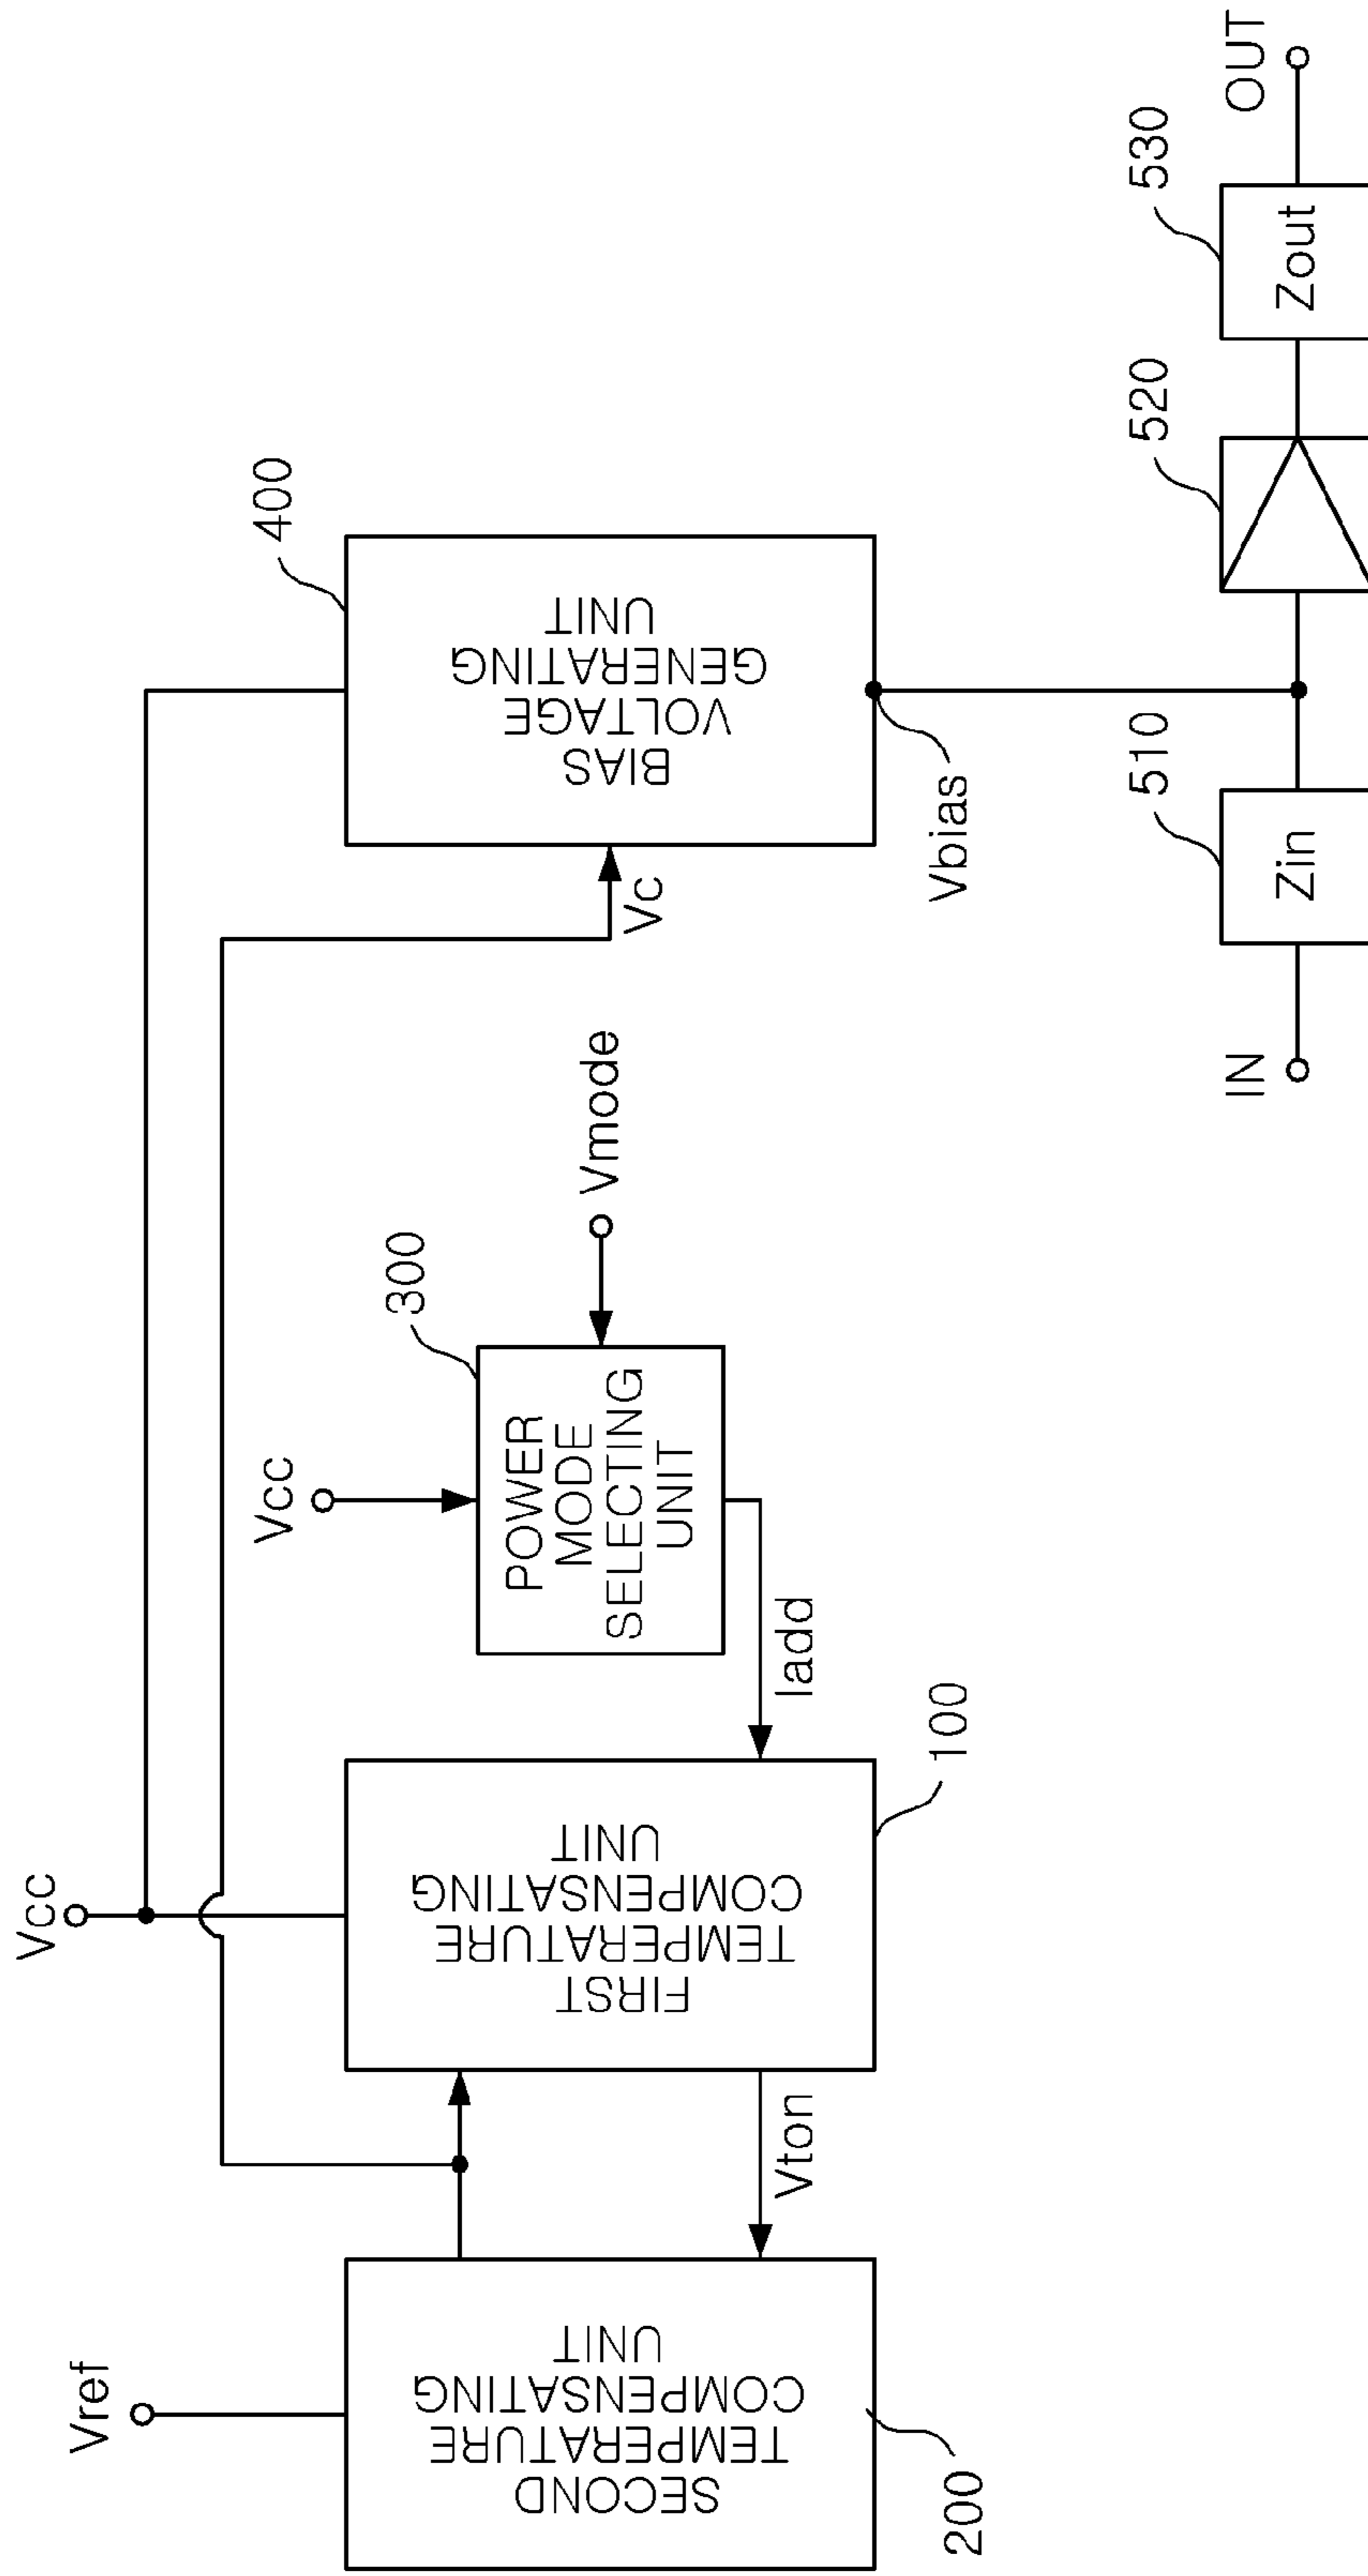 Vref
SECOND
TEMPERATURE
COMPENSATING
UNIT
200
Vton
Vcc
FIRST
TEMPERATURE
COMPENSATING
UNIT
100
Iadd
Vcc
POWER
MODE
SELECTING
UNIT
300
Vmode
Vc
BIAS
VOLTAGE
GENERATING
UNIT
400
Vbias
IN
Zin
510
520
Zout
530
OUT